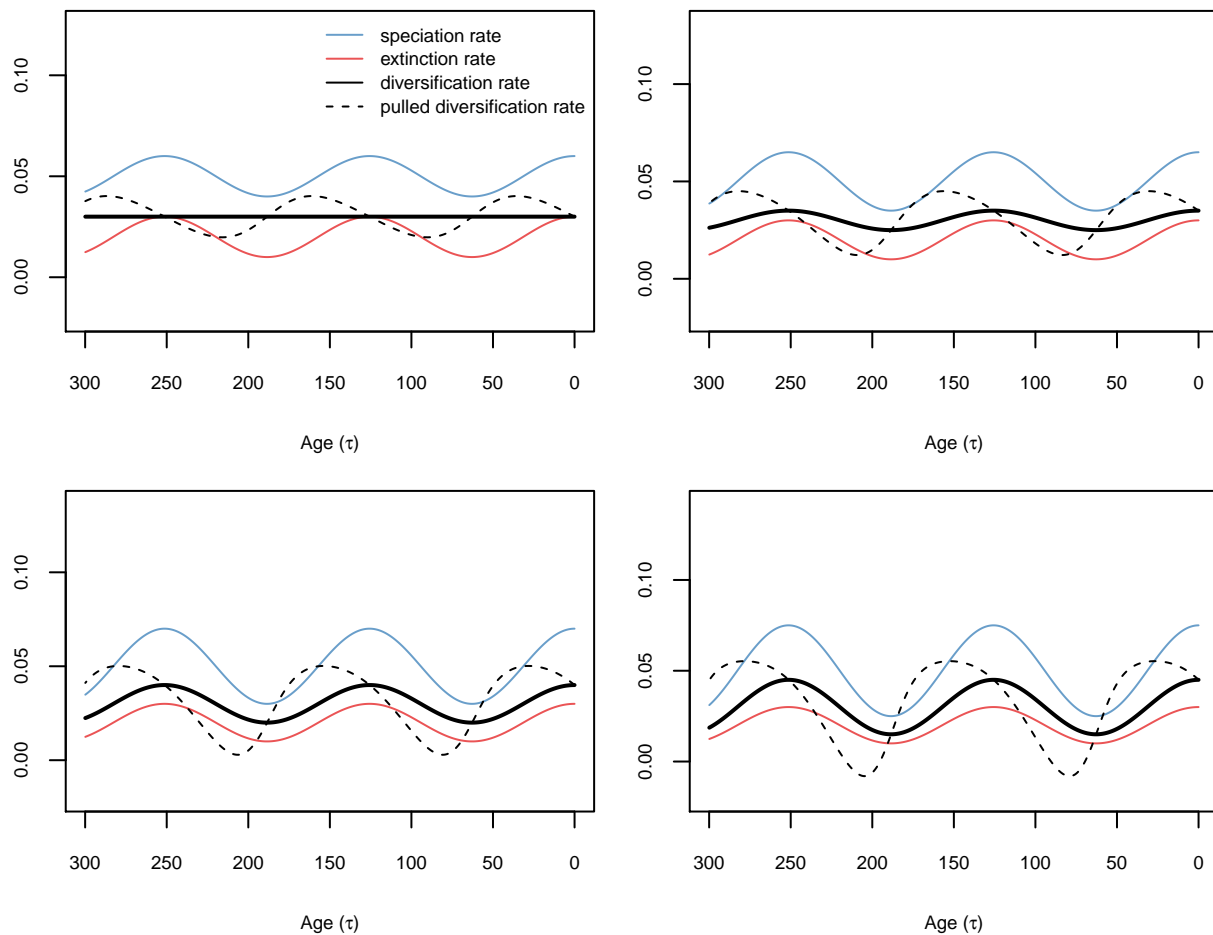 0.10
0.05
0.00
speciation rate
extinction rate
diversification rate
pulled diversification rate
300 250 200 150 100 50 0
Age (τ)
0.10
0.05
0.00
300 250 200 150 100 50 0
Age (τ)
0.10
0.05
0.00
300 250 200 150 100 50 0
Age (τ)
0.10
0.05
0.00
300 250 200 150 100 50 0
Age (τ)